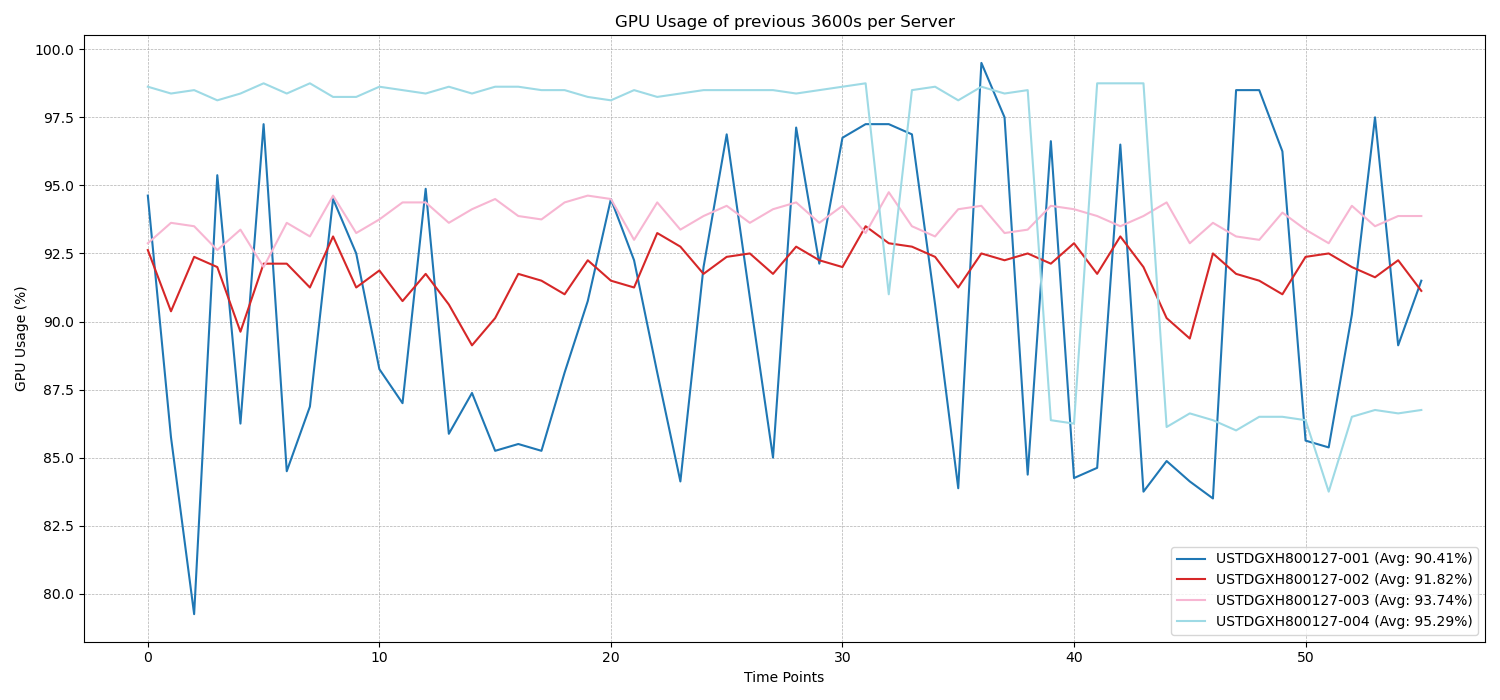 GPU Usage of previous 3600s per Server
GPU Usage (%)
100.0
97.5
95.0
92.5
90.0
87.5
85.0
82.5
80.0
USTDGXH800127-001 (Avg: 90.41%)
USTDGXH800127-002 (Avg: 91.82%)
USTDGXH800127-003 (Avg: 93.74%)
USTDGXH800127-004 (Avg: 95.29%)
0 10 20 30 40 50
Time Points